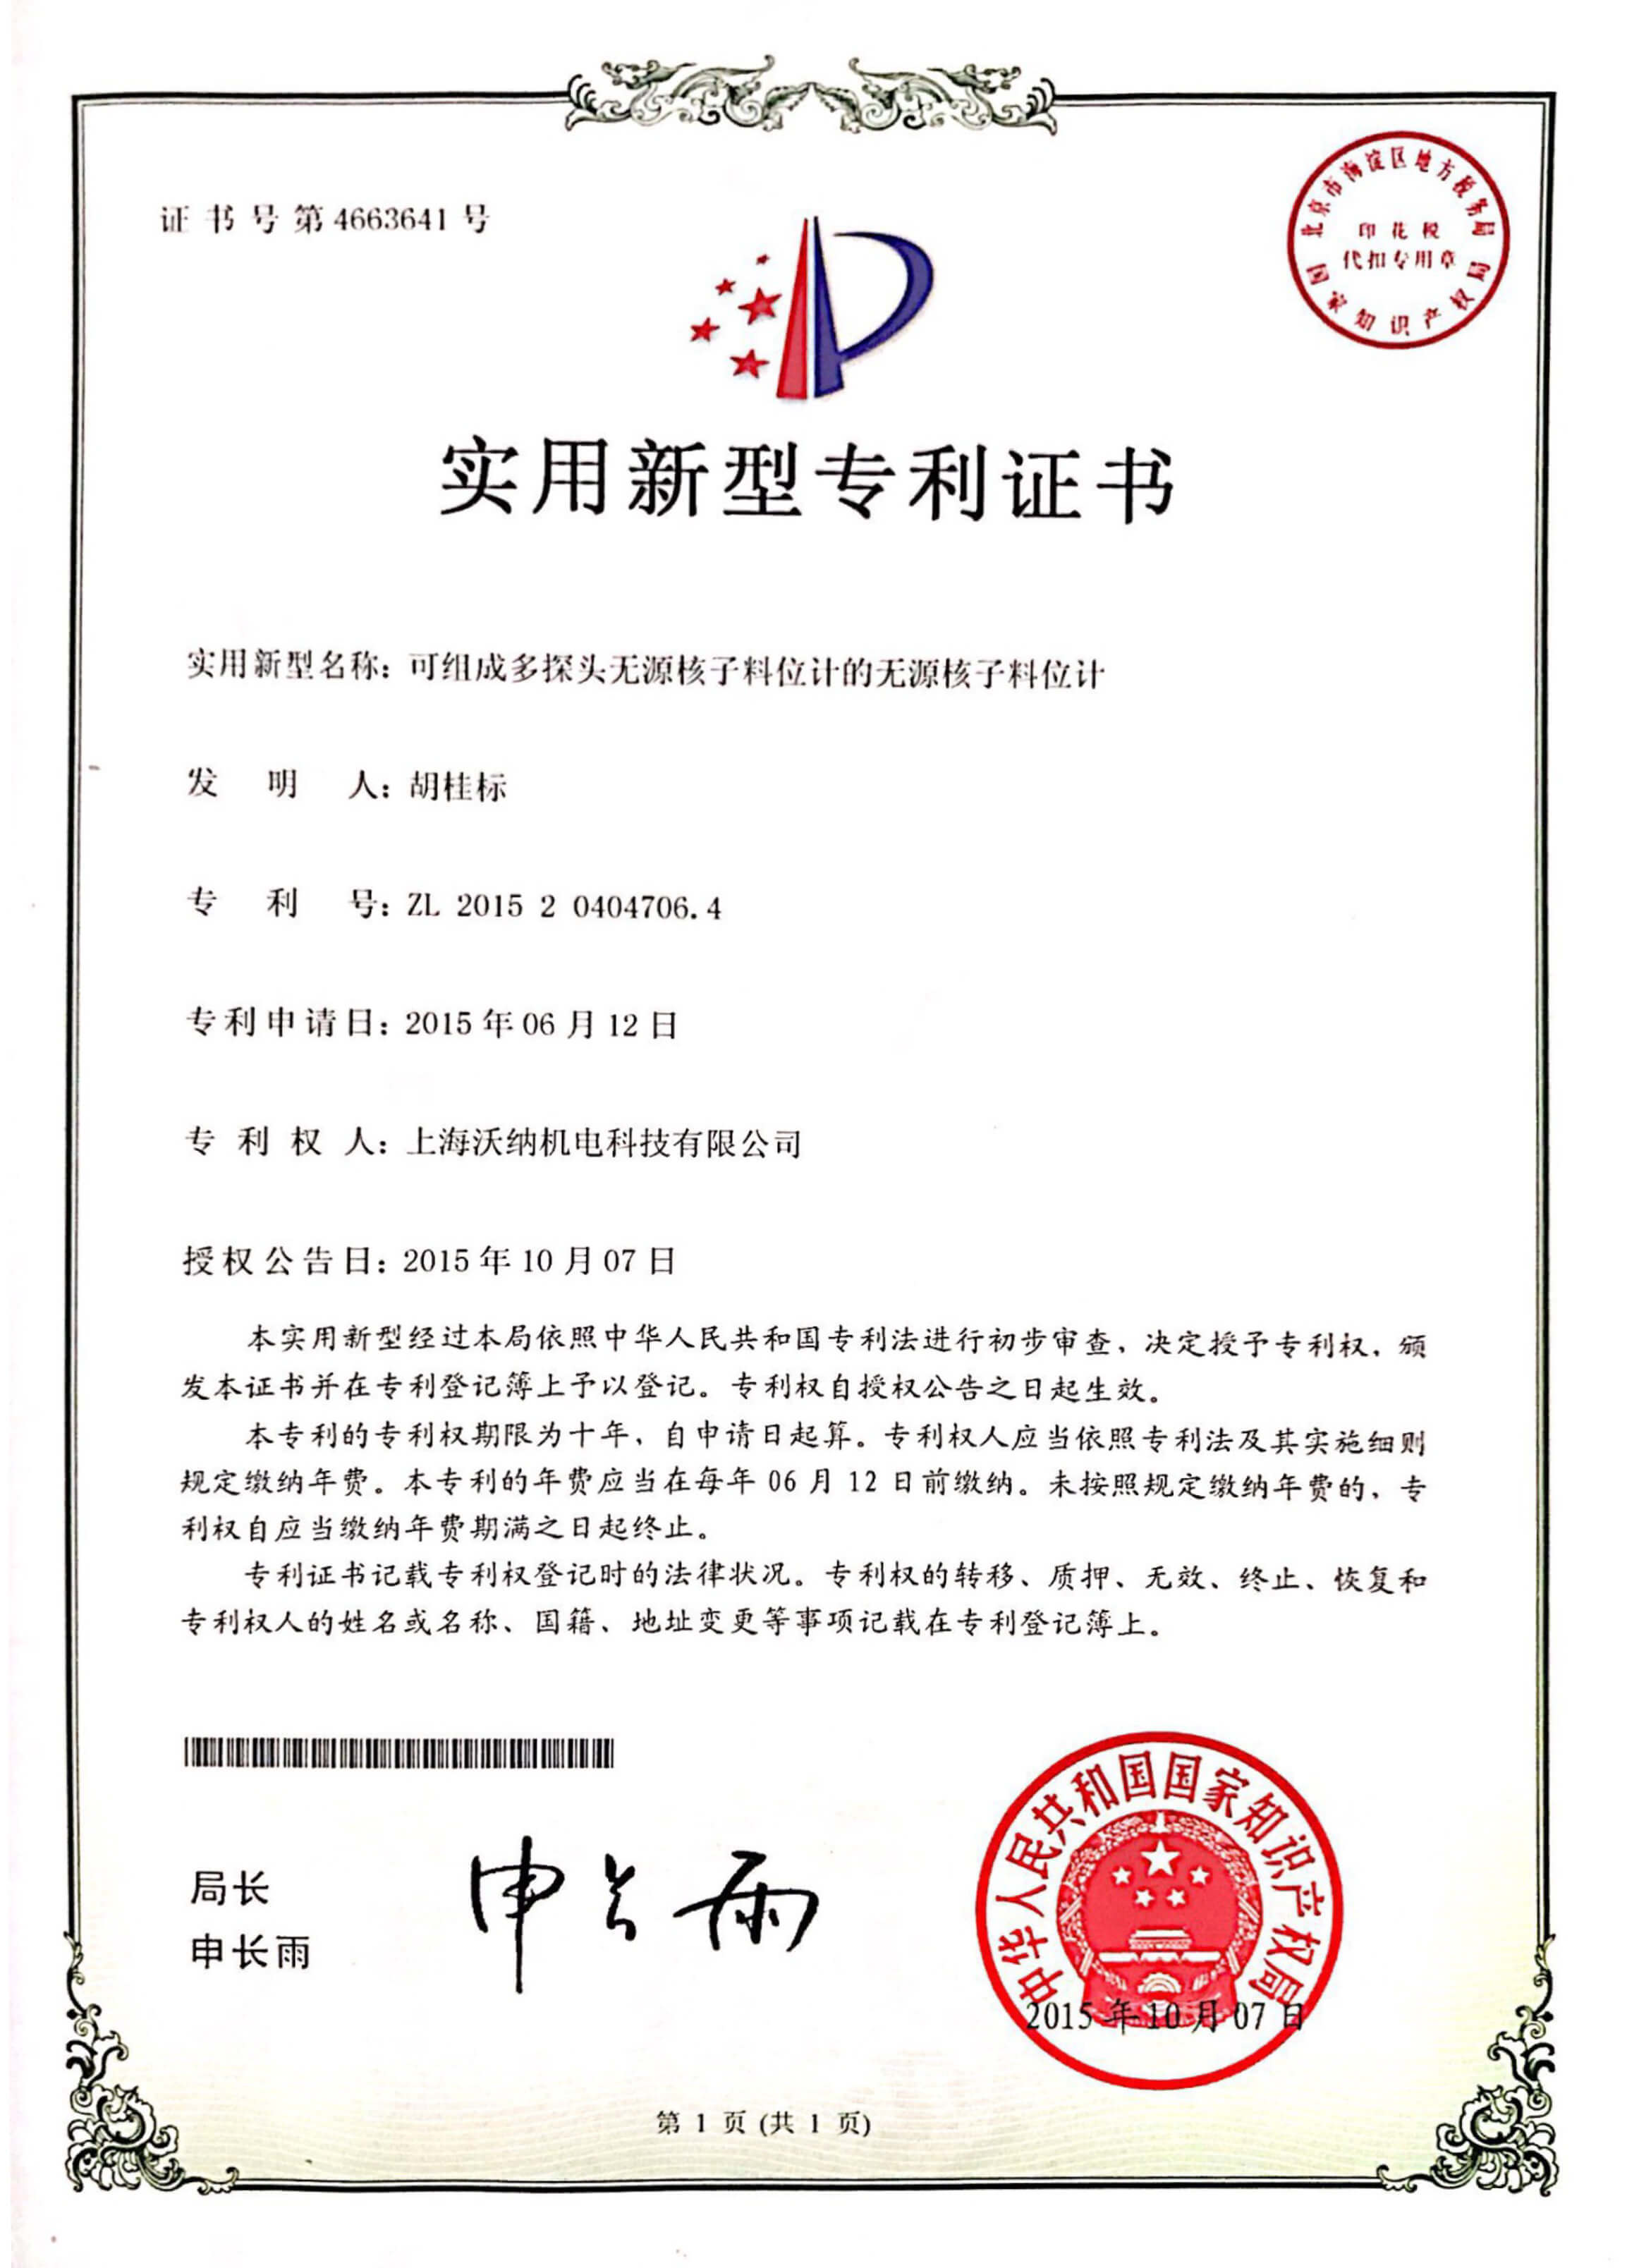 证书号第4663641号
北京市海淀区地方税务局
印花税
代扣专用章
国家知识产权局
实用新型专利证书
实用新型名称：可组成多探头无源核子料位计的无源核子料位计
发明人：胡桂标
专利号：ZL 2015 2 0404706.4
专利申请日：2015年06月12日
专利权人：上海沃纳机电科技有限公司
授权公告日：2015年10月07日
本实用新型经过本局依照中华人民共和国专利法进行初步审查，决定授予专利权，颁
发本证书并在专利登记簿上予以登记。专利权自授权公告之日起生效。
本专利的专利权期限为十年，自申请日起算。专利权人应当依照专利法及其实施细则
规定缴纳年费。本专利的年费应当在每年06月12日前缴纳。未按照规定缴纳年费的，专
利权自应当缴纳年费期满之日起终止。
专利证书记载专利权登记时的法律状况。专利权的转移、质押、无效、终止、恢复和
专利权人的姓名或名称、国籍、地址变更等事项记载在专利登记簿上。
局长
申长雨
申长雨
中华人民共和国国家知识产权局
2015年10月07日
第1页(共1页)